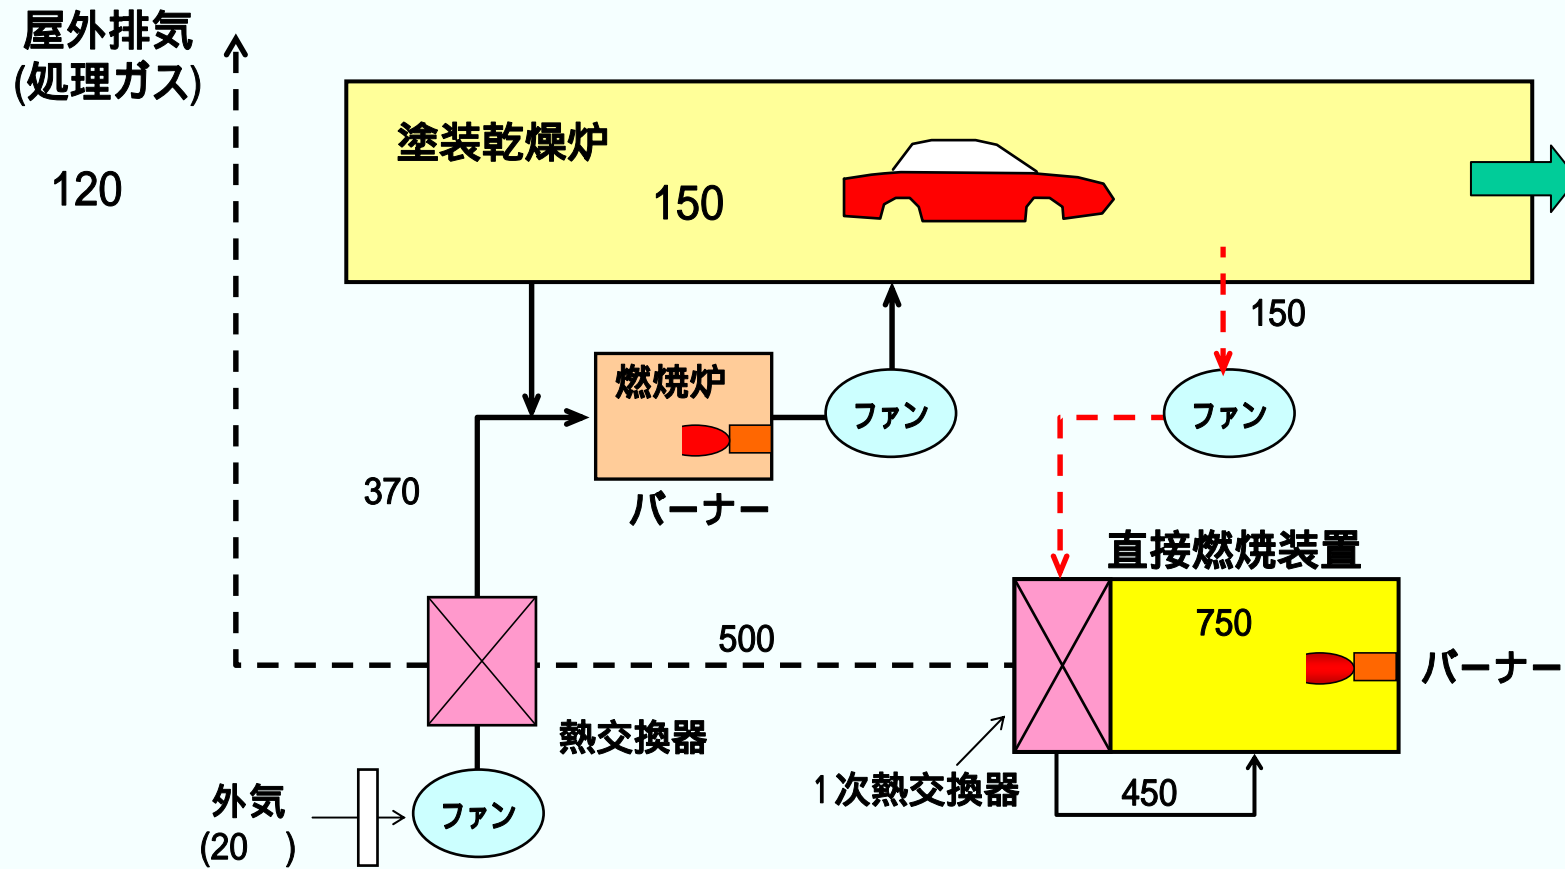 屋外排気
(処理ガス)
120
塗装乾燥炉
150
150
燃焼炉
ファン
ファン
370
バーナー
直接燃焼装置
750
500
バーナー
熱交換器
1次熱交換器
450
外気
(20 )
ファン